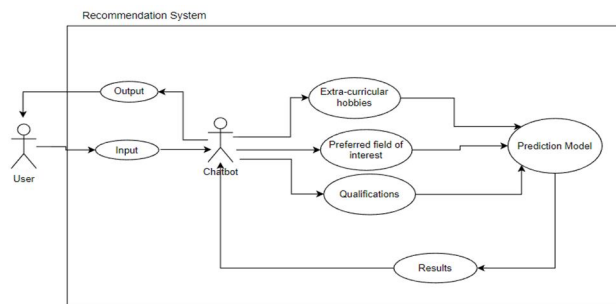 Recommendation System
Output
Input
User
Chatbot
Extra-curricular
hobbies
Preferred field of
interest
Qualifications
Prediction Model
Results